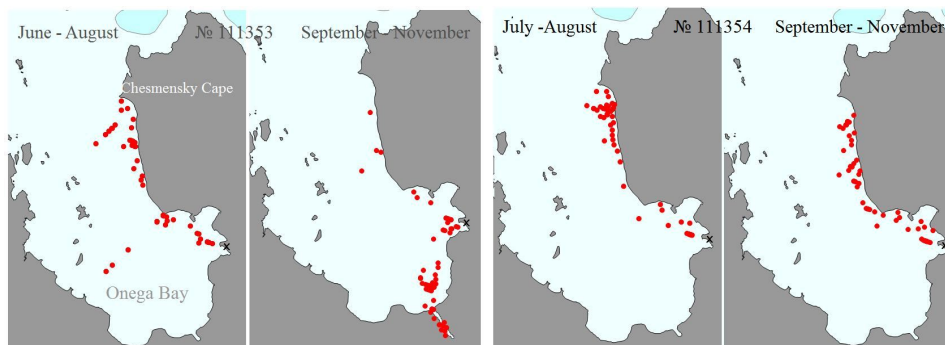 June - August № 111353 September - November
July -August № 111354 September - November
Chesmensky Cape
x
x
x
x
Onega Bay